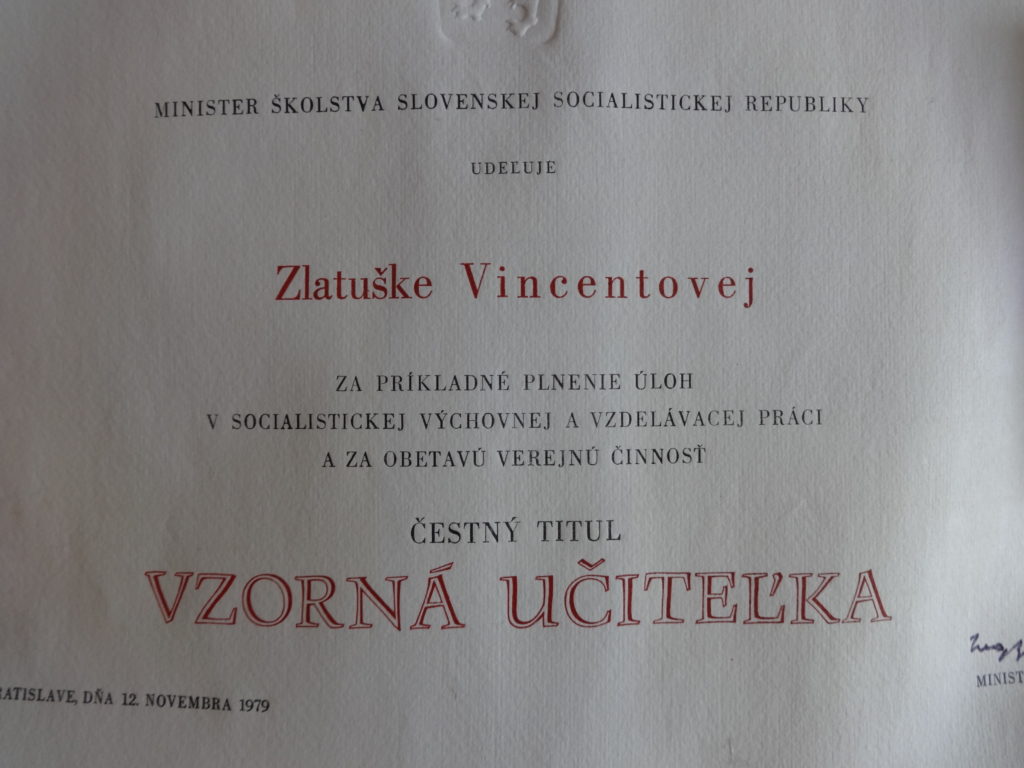 MINISTER ŠKOLSTVA SLOVENSKEJ SOCIALISTICKEJ REPUBLIKY
UDEĽUJE
Zlatuške Vincentovej
ZA PRÍKLADNÉ PLNENIE ÚLOH
V SOCIALISTICKEJ VÝCHOVNEJ A VZDELÁVACEJ PRÁCI
A ZA OBETAVÚ VEREJNÚ ČINNOSŤ
ČESTNÝ TITUL
VZORNÁ UČITEĽKA
RATISLAVE, DŇA 12. NOVEMBRA 1979
MINIST